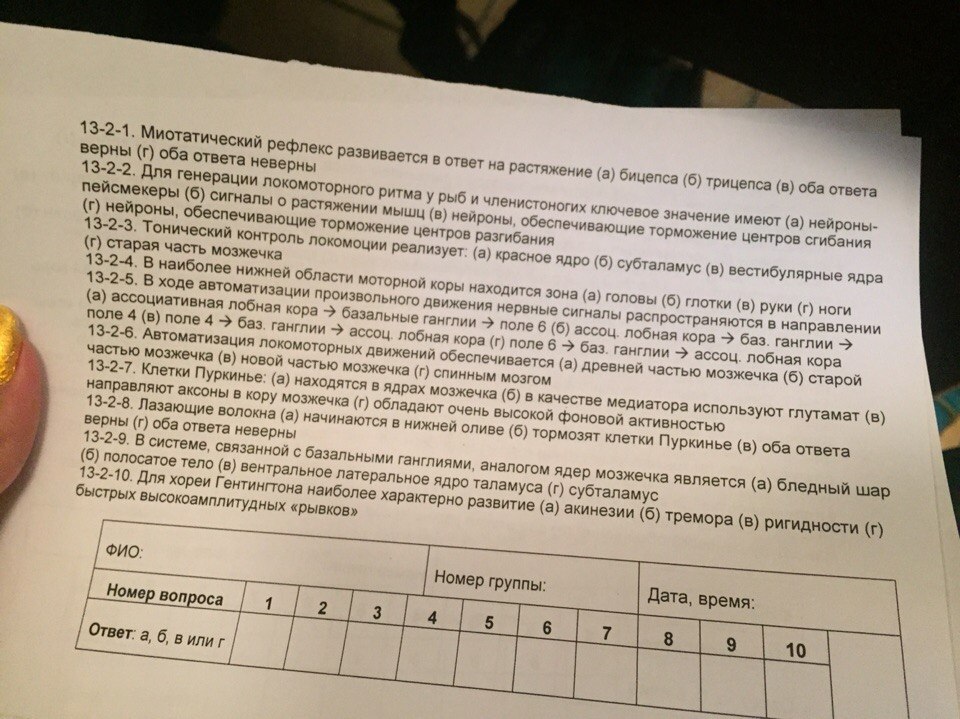 13-2-1. Миотатический рефлекс развивается в ответ на растяжение (а) бицепса (б) трицепса (в) оба ответа
верны (г) оба ответа неверны
13-2-2. Для генерации локомоторного ритма у рыб и членистоногих ключевое значение имеют (а) нейроны-
пейсмекеры (б) сигналы о растяжении мышц (в) нейроны, обеспечивающие торможение центров сгибания
(г) нейроны, обеспечивающие торможение центров разгибания
13-2-3. Тонический контроль локомоции реализует: (а) красное ядро (б) субталамус (в) вестибулярные ядра
(г) старая часть мозжечка
13-2-4. В наиболее нижней области моторной коры находится зона (а) головы (б) глотки (в) руки (г) ноги
13-2-5. В ходе автоматизации произвольного движения нервные сигналы распространяются в направлении
(а) ассоциативная лобная кора → базальные ганглии → поле 6 (б) ассоц. лобная кора → баз. ганглии →
поле 4 (в) поле 4 → баз. ганглии → ассоц. лобная кора (г) поле 6 → баз. ганглии → ассоц. лобная кора
13-2-6. Автоматизация локомоторных движений обеспечивается (а) древней частью мозжечка (б) старой
частью мозжечка (в) новой частью мозжечка (г) спинным мозгом
13-2-7. Клетки Пуркинье: (а) находятся в ядрах мозжечка (б) в качестве медиатора используют глутамат (в)
направляют аксоны в кору мозжечка (г) обладают очень высокой фоновой активностью
13-2-8. Лазающие волокна (а) начинаются в нижней оливе (б) тормозят клетки Пуркинье (в) оба ответа
верны (г) оба ответа неверны
13-2-9. В системе, связанной с базальными ганглиями, аналогом ядер мозжечка является (а) бледный шар
(б) полосатое тело (в) вентральное латеральное ядро таламуса (г) субталамус
13-2-10. Для хореи Гентингтона наиболее характерно развитие (а) акинезии (б) тремора (в) ригидности (г)
быстрых высокоамплитудных «рывков»
ФИО: Номер группы: Дата, время:
Номер вопроса 1 2 3 4 5 6 7 8 9 10
Ответ: а, б, в или г